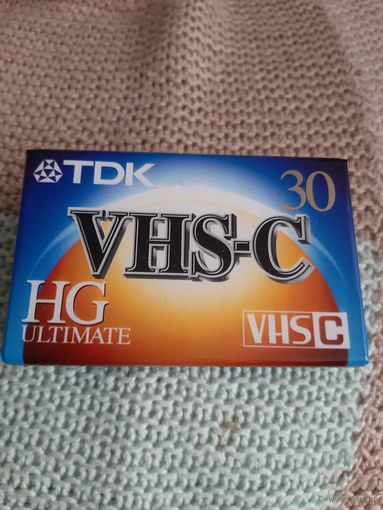 TDK
30
VHS-C
HG
ULTIMATE
VHS C